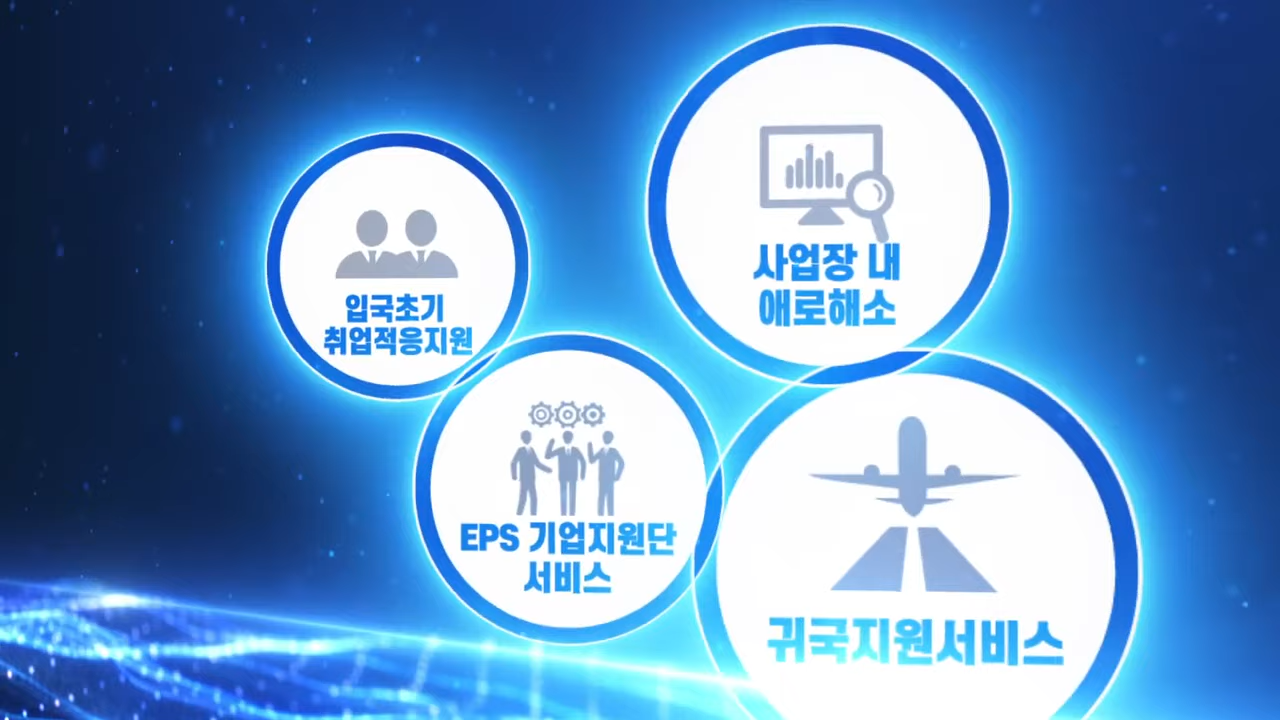 입국초기
취업적응지원
EPS 기업지원단
서비스
사업장 내
애로해소
귀국지원서비스